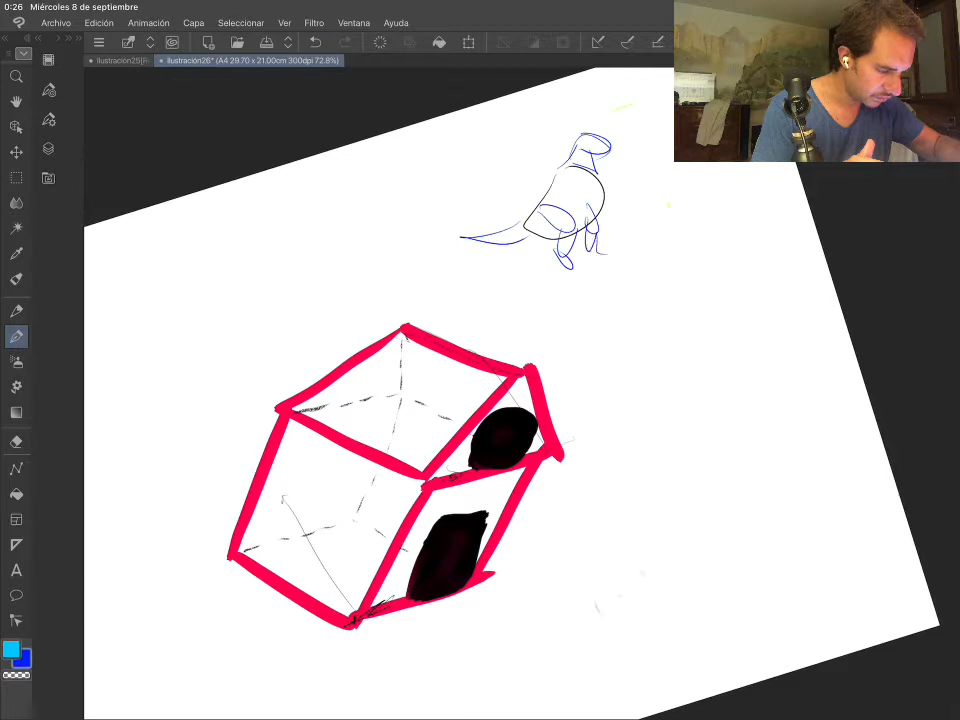 0:26 Miércoles 8 de septiembre
Archivo Edición Animación Capa Seleccionar Ver Filtro Ventana Ayuda
ilustración25[R ilustración26* (A4 29.70 x 21.00cm 300dpi 72.8%)